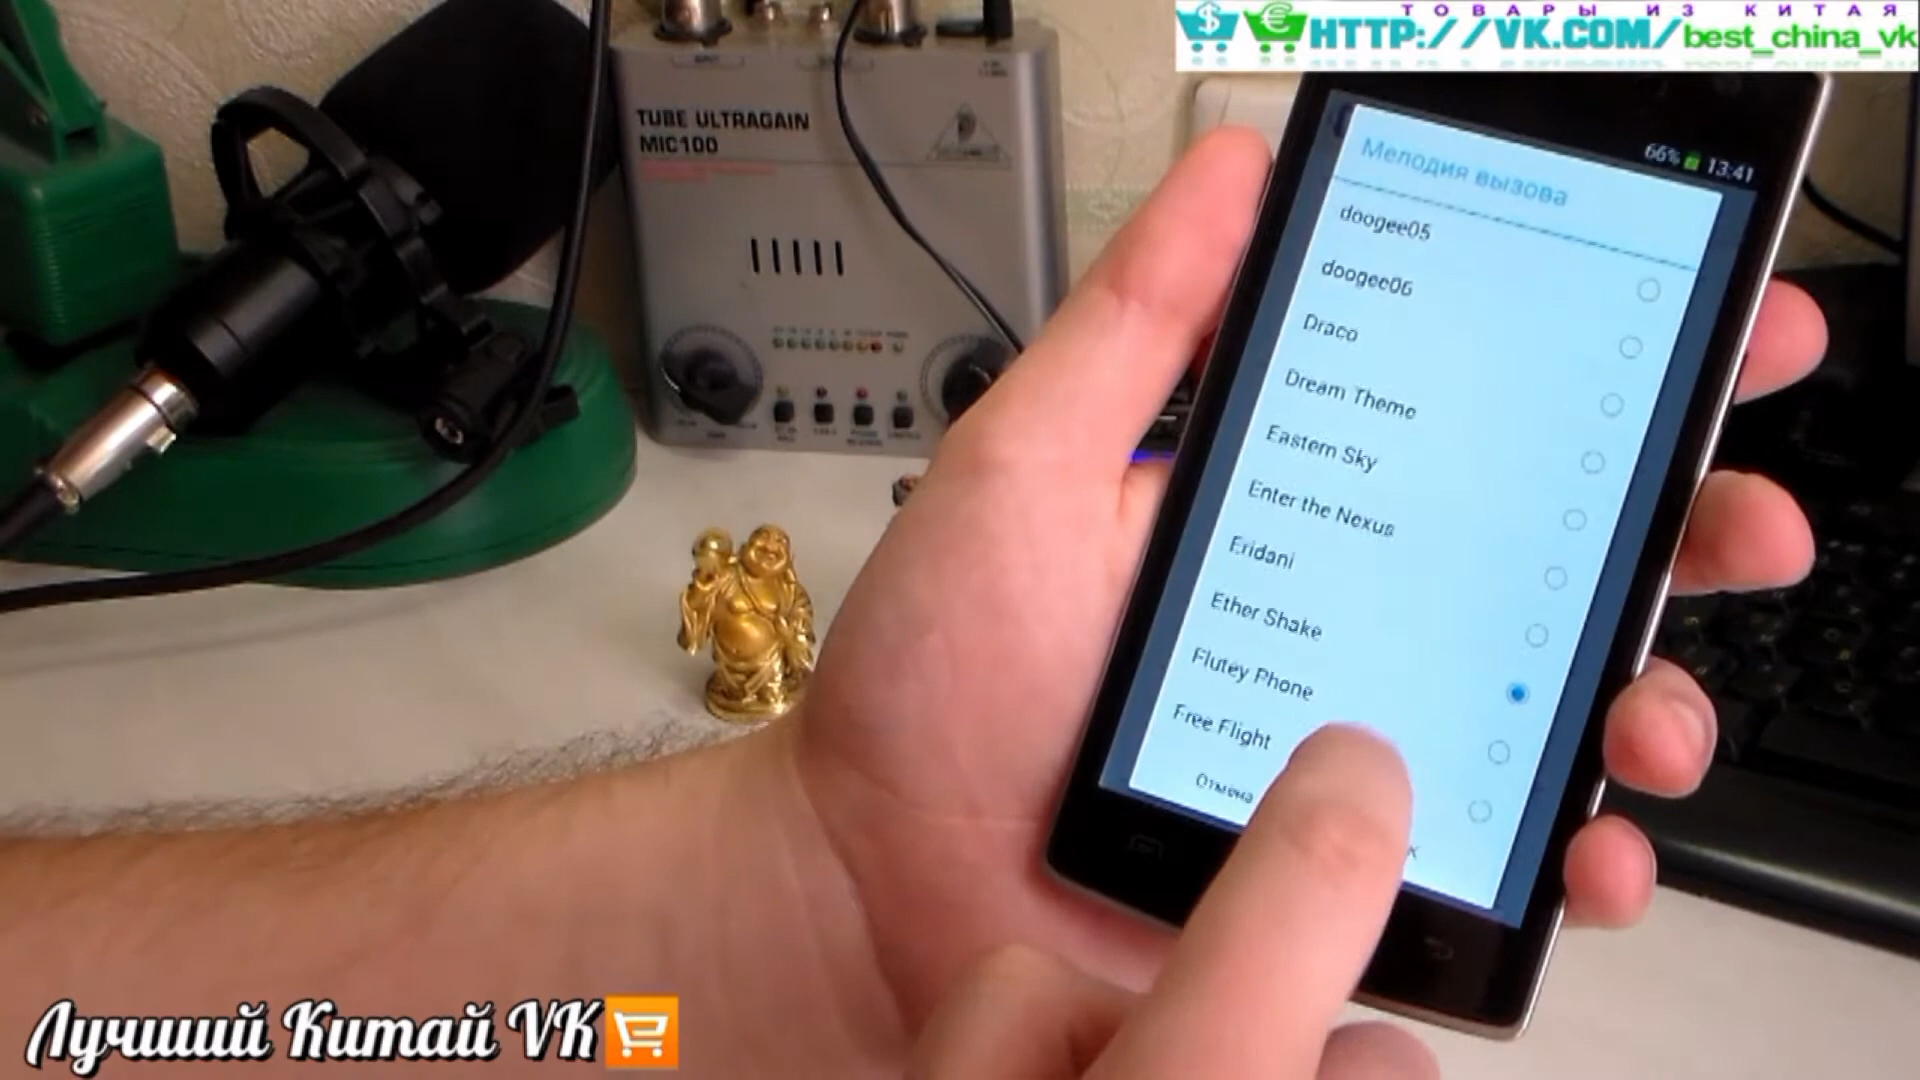 ТОВАРЫ ИЗ КИТАЯ
HTTP://VK.COM/best_china_vk
TUBE ULTRAGAIN
MIC100
66% 13:41
Мелодия вызова
doogee05
doogee06
Draco
Dream Theme
Eastern Sky
Enter the Nexus
Eridani
Ether Shake
Flutey Phone
Free Flight
Отмена
Лучший Китай VK